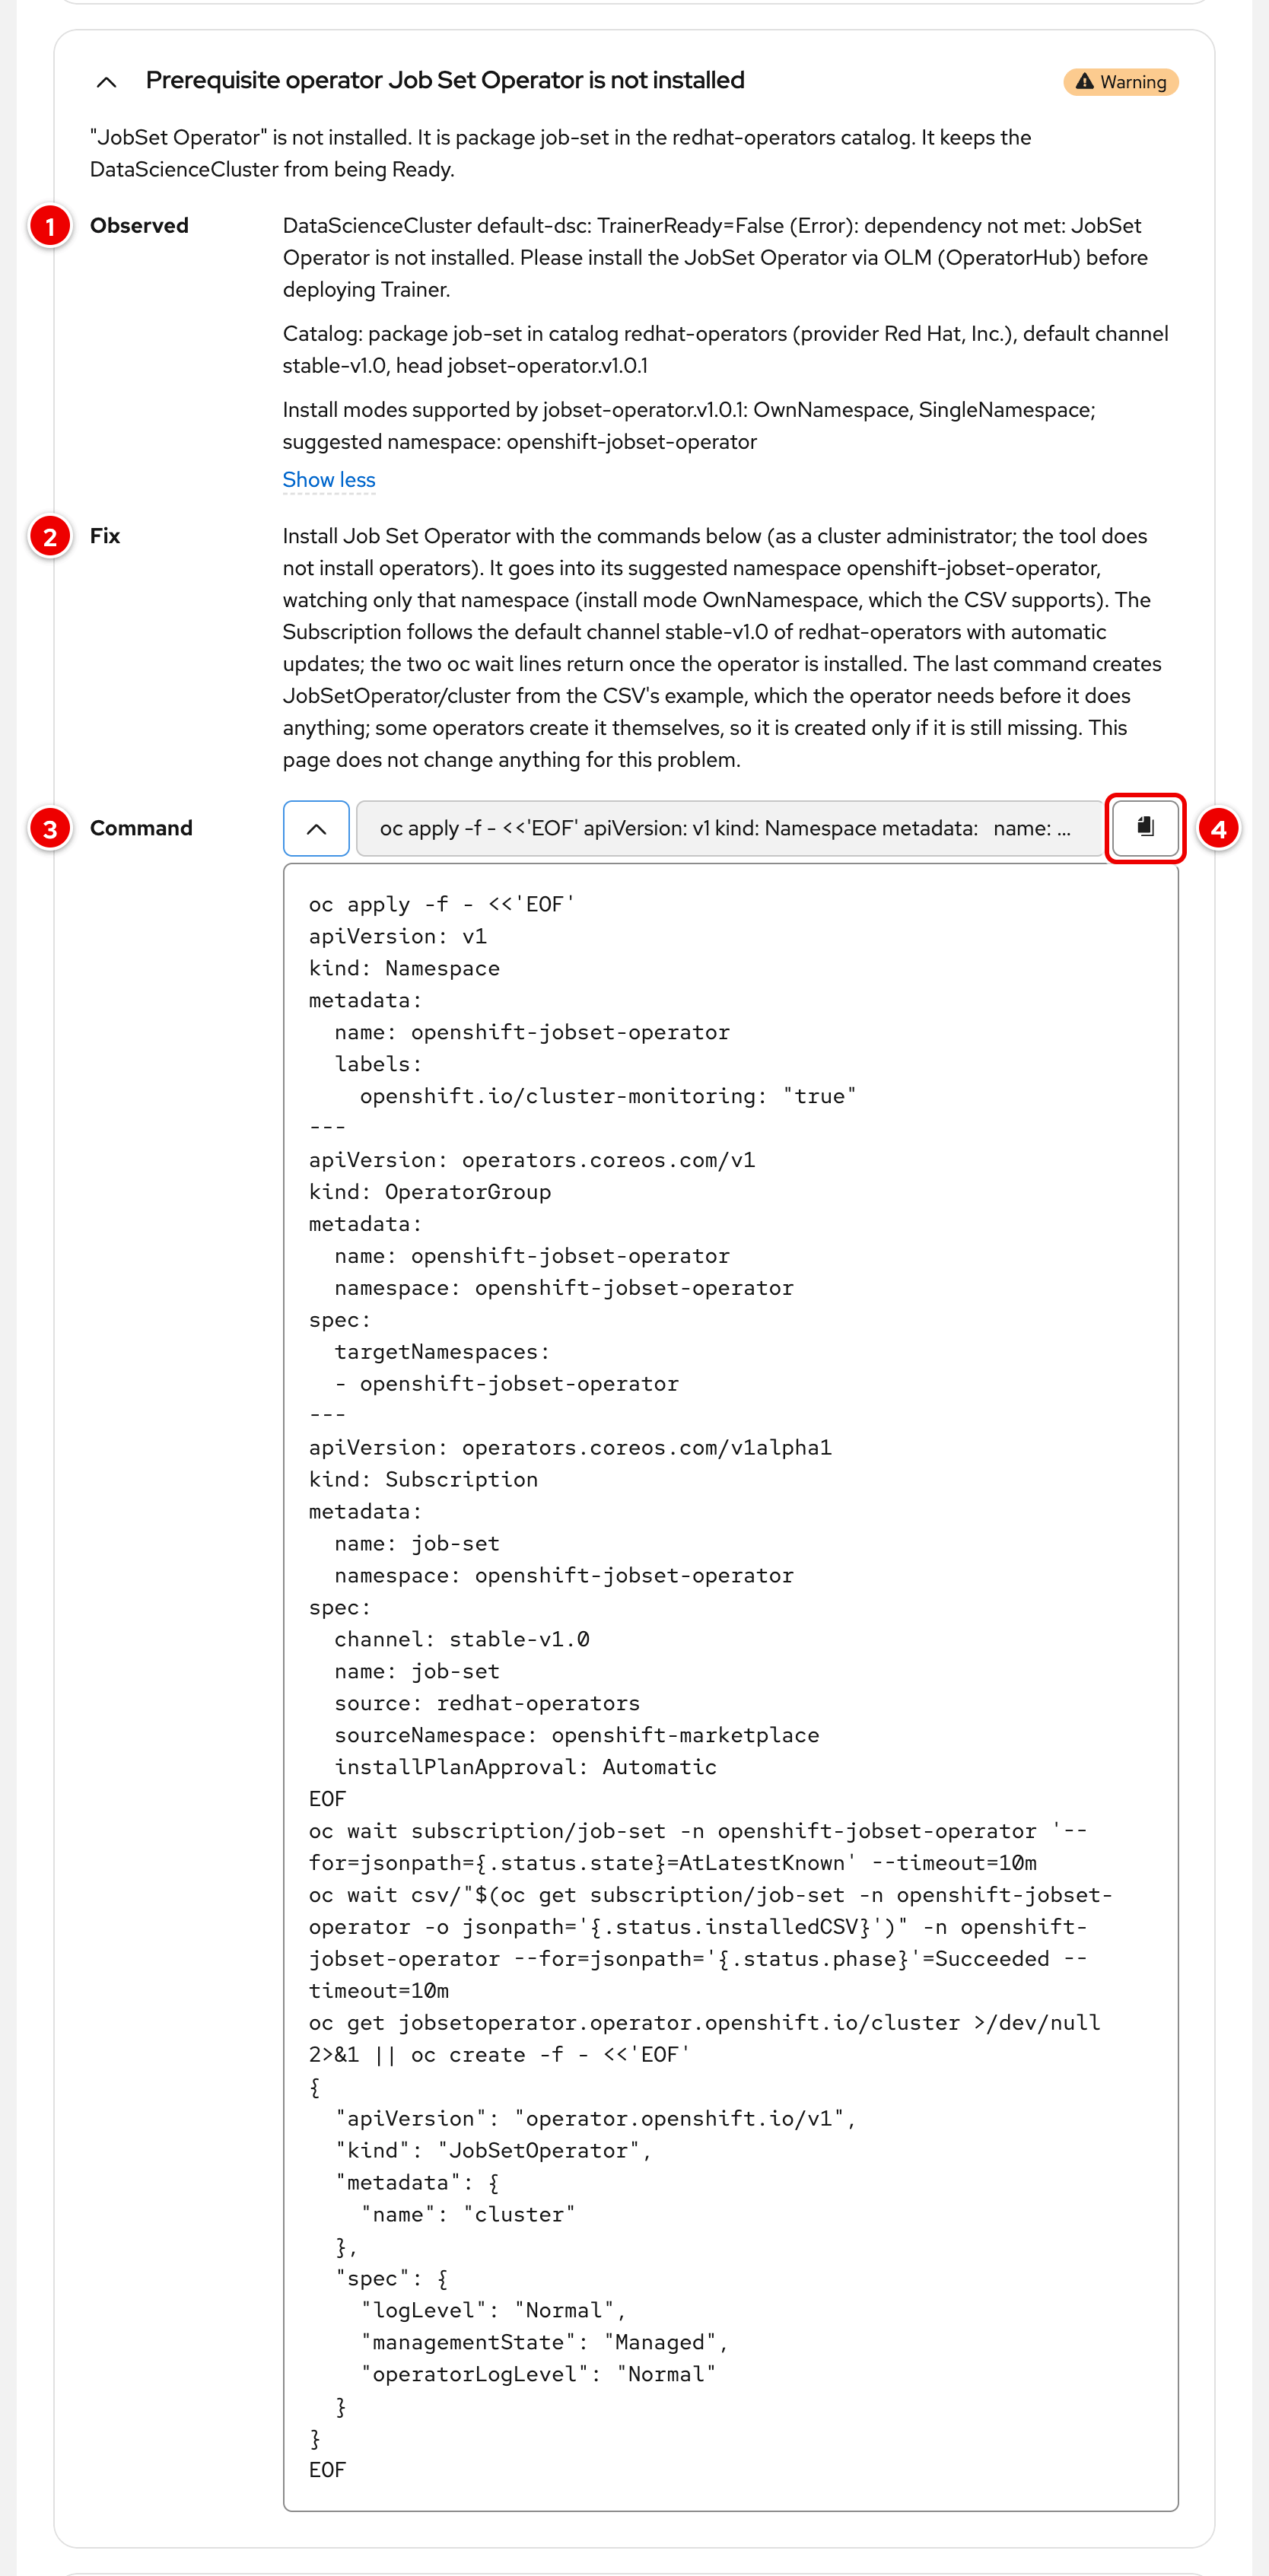 Prerequisite operator Job Set Operator is not installed
Warning
"JobSet Operator" is not installed. It is package job-set in the redhat-operators catalog. It keeps the
DataScienceCluster from being Ready.
1
Observed
DataScienceCluster default-dsc: TrainerReady=False (Error): dependency not met: JobSet
Operator is not installed. Please install the JobSet Operator via OLM (OperatorHub) before
deploying Trainer.
Catalog: package job-set in catalog redhat-operators (provider Red Hat, Inc.), default channel
stable-v1.0, head jobset-operator.v1.0.1
Install modes supported by jobset-operator.v1.0.1: OwnNamespace, SingleNamespace;
suggested namespace: openshift-jobset-operator
Show less
2
Fix
Install Job Set Operator with the commands below (as a cluster administrator; the tool does
not install operators). It goes into its suggested namespace openshift-jobset-operator,
watching only that namespace (install mode OwnNamespace, which the CSV supports). The
Subscription follows the default channel stable-v1.0 of redhat-operators with automatic
updates; the two oc wait lines return once the operator is installed. The last command creates
JobSetOperator/cluster from the CSV's example, which the operator needs before it does
anything; some operators create it themselves, so it is created only if it is still missing. This
page does not change anything for this problem.
3
Command
oc apply -f - <<'EOF' apiVersion: v1 kind: Namespace metadata:   name: ...
4
oc apply -f - <<'EOF'
apiVersion: v1
kind: Namespace
metadata:
  name: openshift-jobset-operator
  labels:
    openshift.io/cluster-monitoring: "true"
---
apiVersion: operators.coreos.com/v1
kind: OperatorGroup
metadata:
  name: openshift-jobset-operator
  namespace: openshift-jobset-operator
spec:
  targetNamespaces:
  - openshift-jobset-operator
---
apiVersion: operators.coreos.com/v1alpha1
kind: Subscription
metadata:
  name: job-set
  namespace: openshift-jobset-operator
spec:
  channel: stable-v1.0
  name: job-set
  source: redhat-operators
  sourceNamespace: openshift-marketplace
  installPlanApproval: Automatic
EOF
oc wait subscription/job-set -n openshift-jobset-operator '--
for=jsonpath={.status.state}=AtLatestKnown' --timeout=10m
oc wait csv/"$(oc get subscription/job-set -n openshift-jobset-
operator -o jsonpath='{.status.installedCSV}')" -n openshift-
jobset-operator --for=jsonpath='{.status.phase}'=Succeeded --
timeout=10m
oc get jobsetoperator.operator.openshift.io/cluster >/dev/null
2>&1 || oc create -f - <<'EOF'
{
  "apiVersion": "operator.openshift.io/v1",
  "kind": "JobSetOperator",
  "metadata": {
    "name": "cluster"
  },
  "spec": {
    "logLevel": "Normal",
    "managementState": "Managed",
    "operatorLogLevel": "Normal"
  }
}
EOF